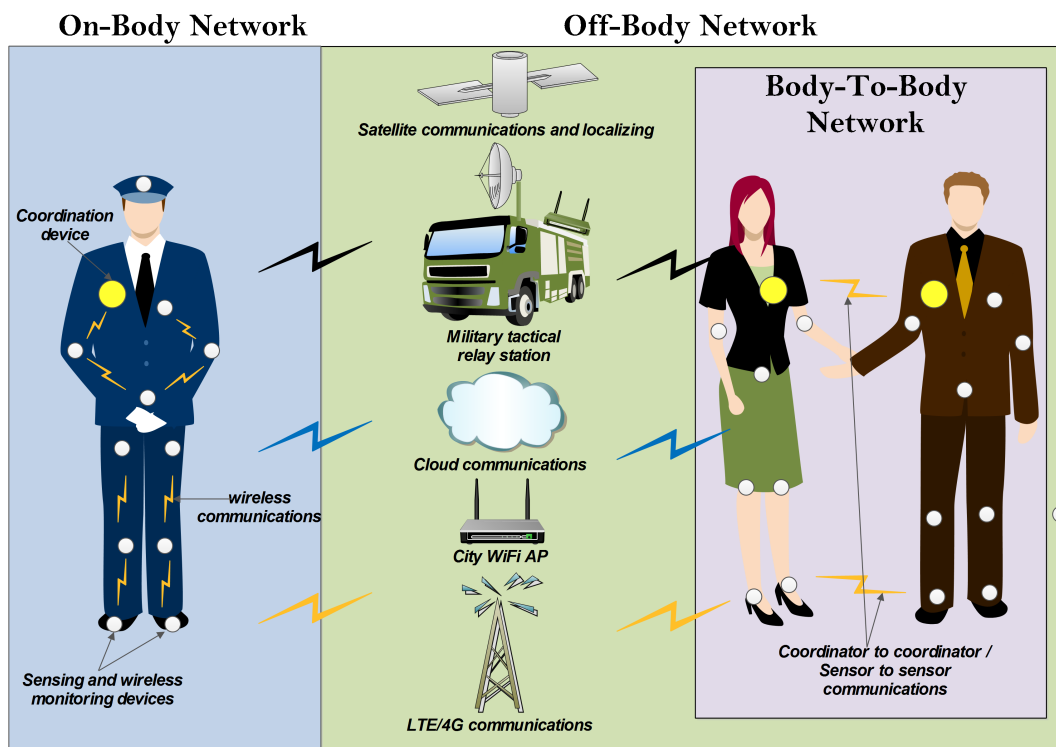 On-Body Network
Off-Body Network
Body-To-Body
Network
Satellite communications and localizing
Coordination
device
Military tactical
relay station
Cloud communications
wireless
communications
City WiFi AP
Sensing and wireless
monitoring devices
LTE/4G communications
Coordinator to coordinator /
Sensor to sensor
communications